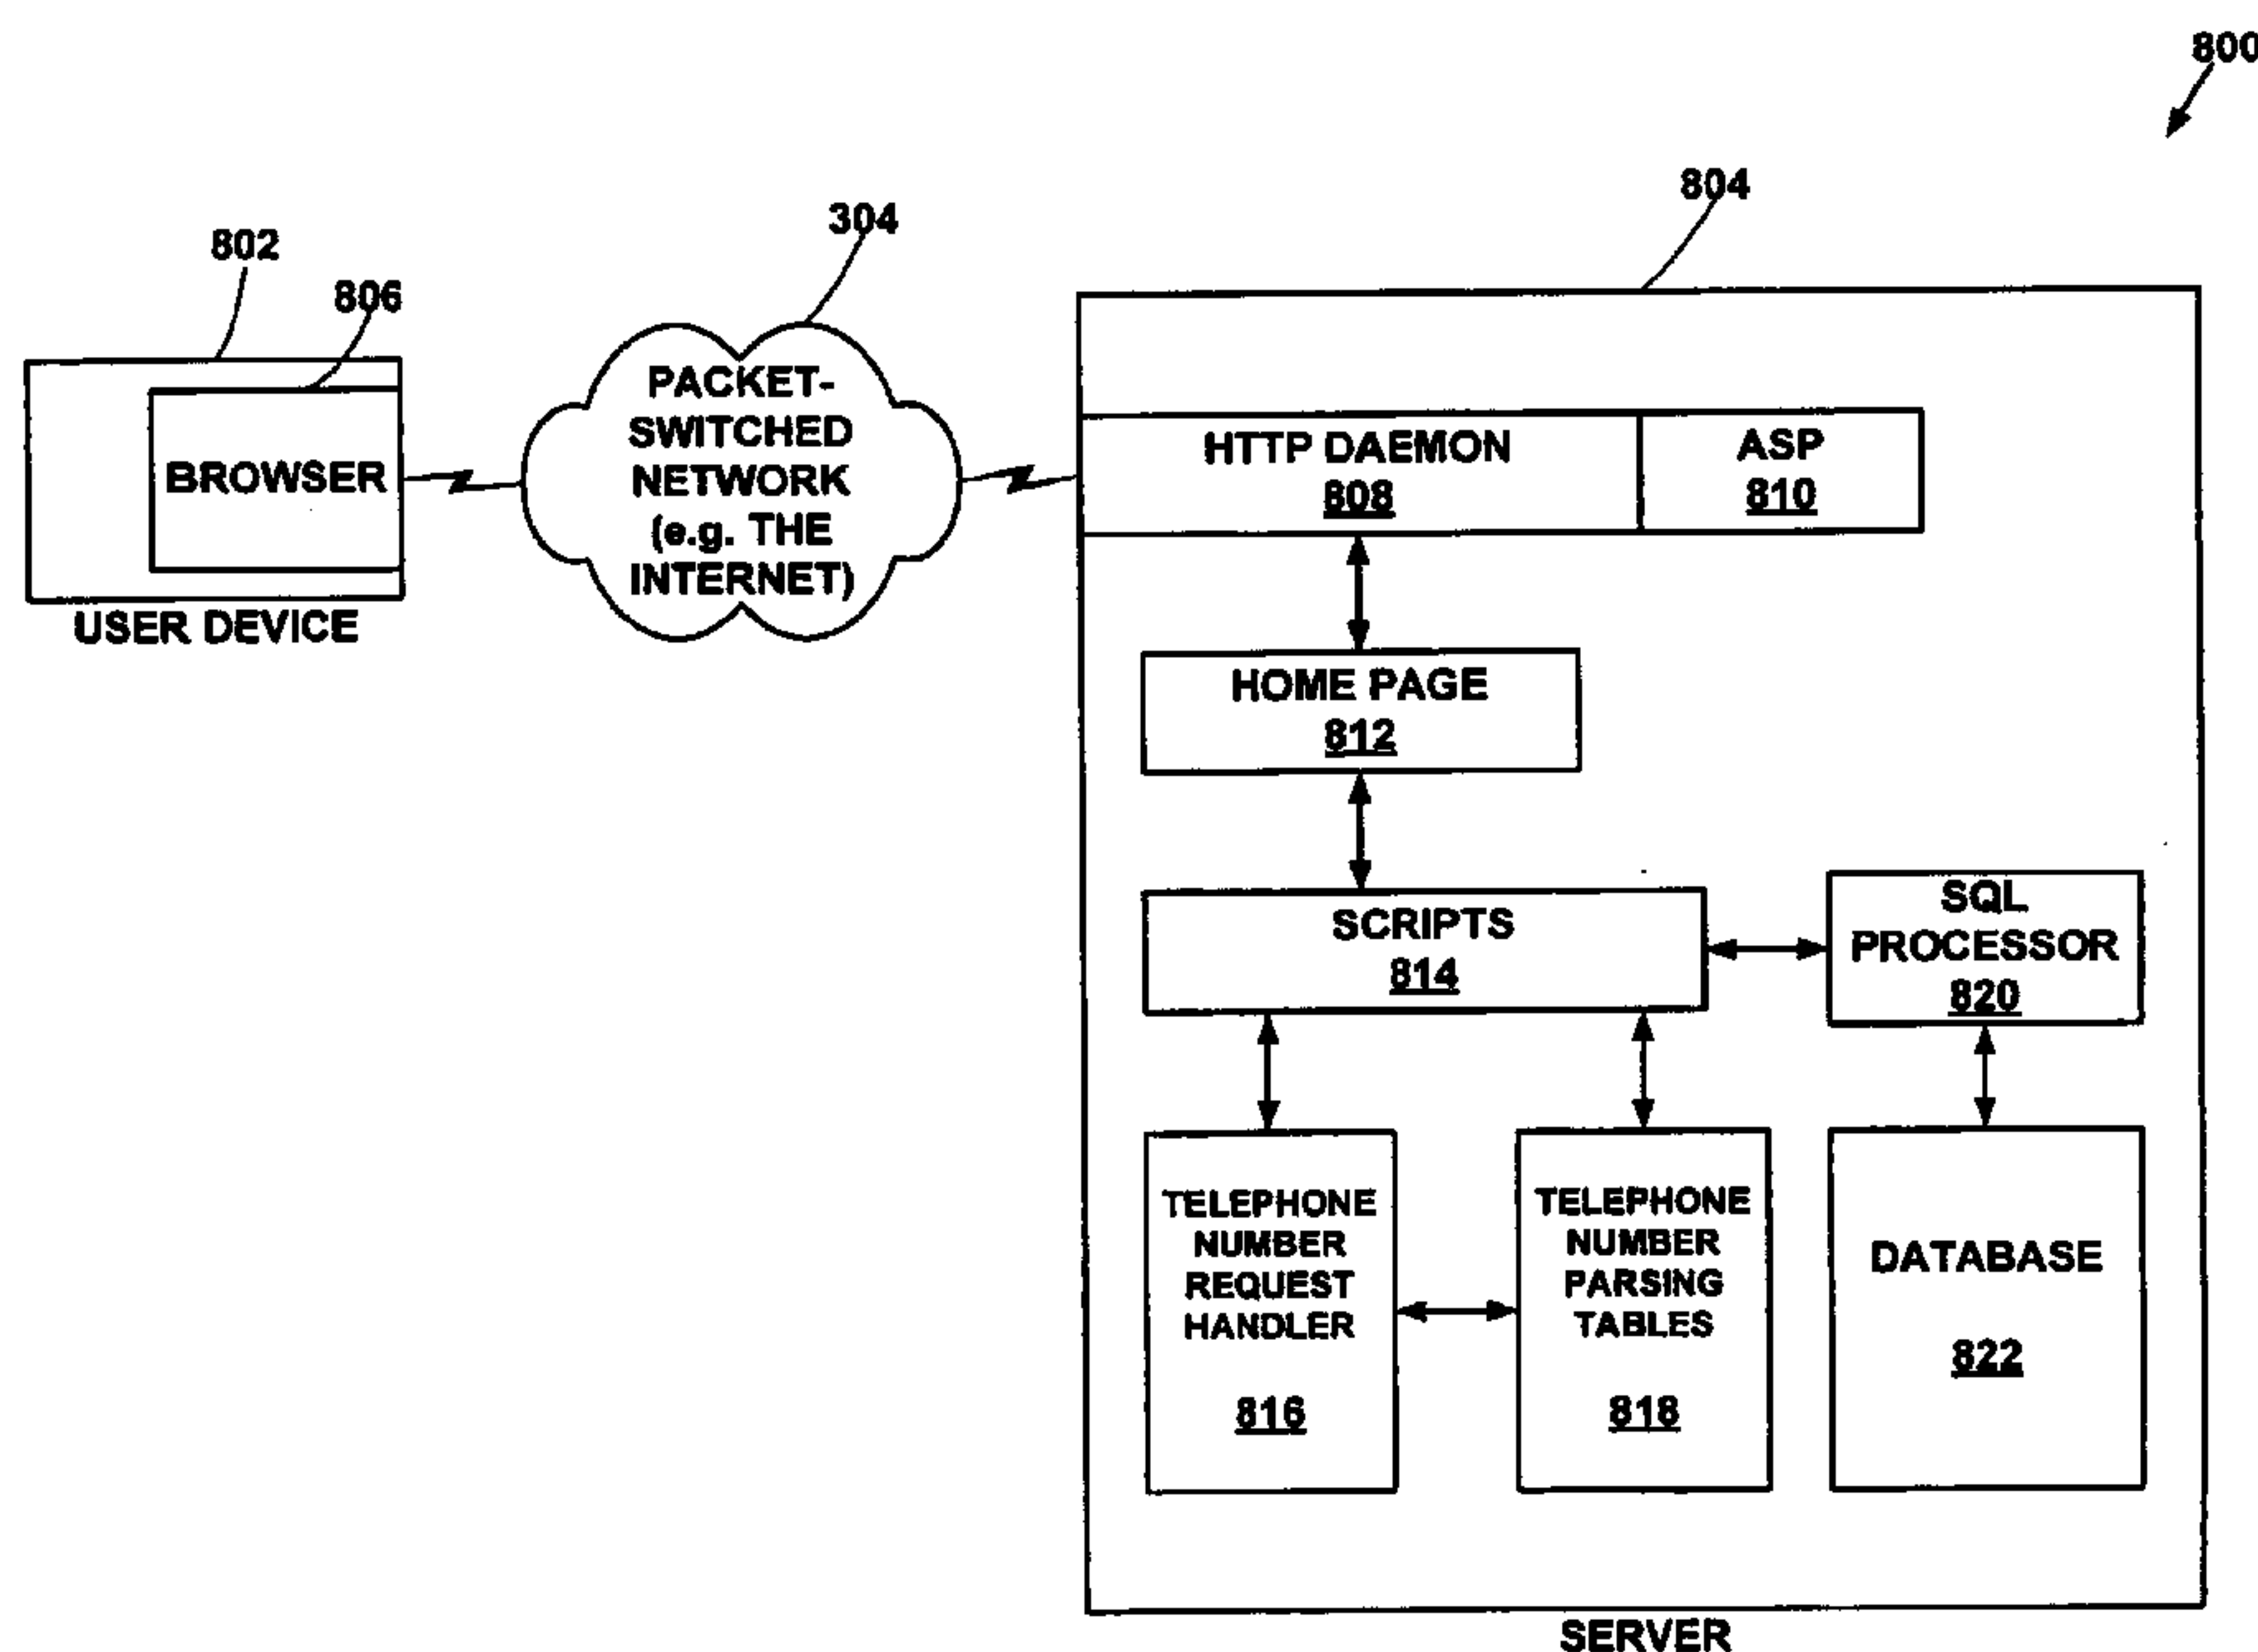 800
804
304
802
806
PACKET-
SWITCHED
NETWORK
(e.g. THE
INTERNET)
BROWSER
USER DEVICE
HTTP DAEMON
808
ASP
810
HOME PAGE
812
SCRIPTS
814
SQL
PROCESSOR
820
TELEPHONE
NUMBER
REQUEST
HANDLER
816
TELEPHONE
NUMBER
PARSING
TABLES
818
DATABASE
822
SERVER